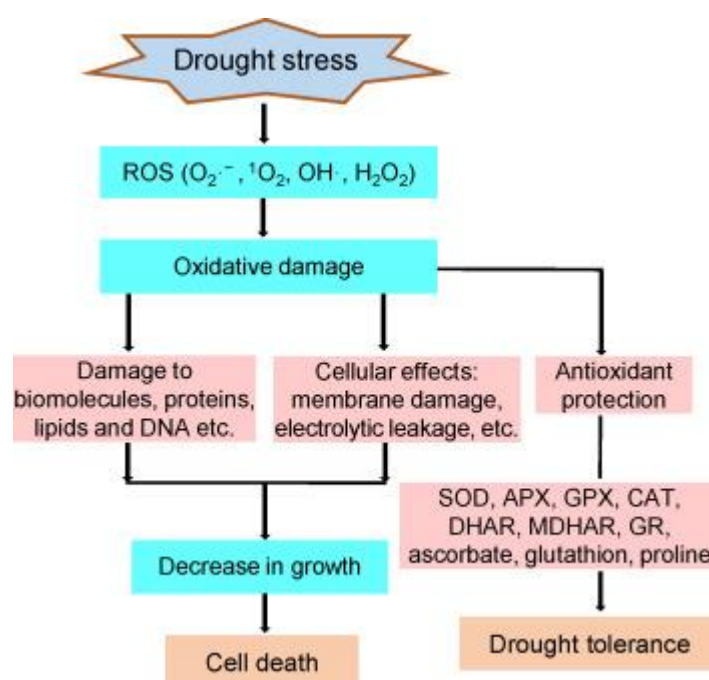 Drought stress
ROS (O₂·⁻, ¹O₂, OH·, H₂O₂)
Oxidative damage
Damage to
biomolecules, proteins,
lipids and DNA etc.
Cellular effects:
membrane damage,
electrolytic leakage, etc.
Antioxidant
protection
SOD, APX, GPX, CAT,
DHAR, MDHAR, GR,
ascorbate, glutathion, proline
Decrease in growth
Cell death
Drought tolerance